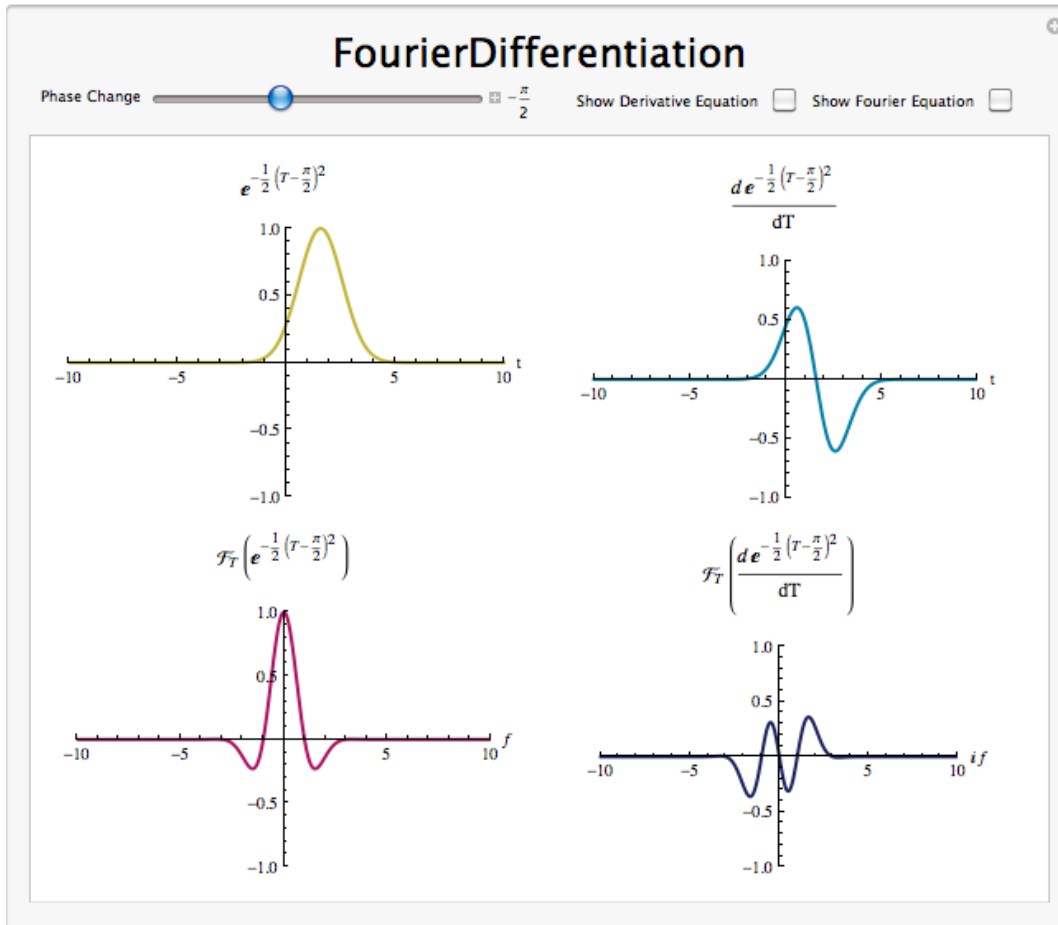 FourierDifferentiation
Phase Change −π/2 Show Derivative Equation Show Fourier Equation
e^(−1/2 (T−π/2)^2)
1.0
0.5
−10 −5 5 10 t
−0.5
−1.0
d e^(−1/2 (T−π/2)^2) / dT
1.0
0.5
−10 −5 5 10 t
−0.5
−1.0
ℱ_T (e^(−1/2 (T−π/2)^2))
1.0
0.5
−10 −5 5 10 f
−0.5
−1.0
ℱ_T (d e^(−1/2 (T−π/2)^2) / dT)
1.0
0.5
−10 −5 5 10 i f
−0.5
−1.0